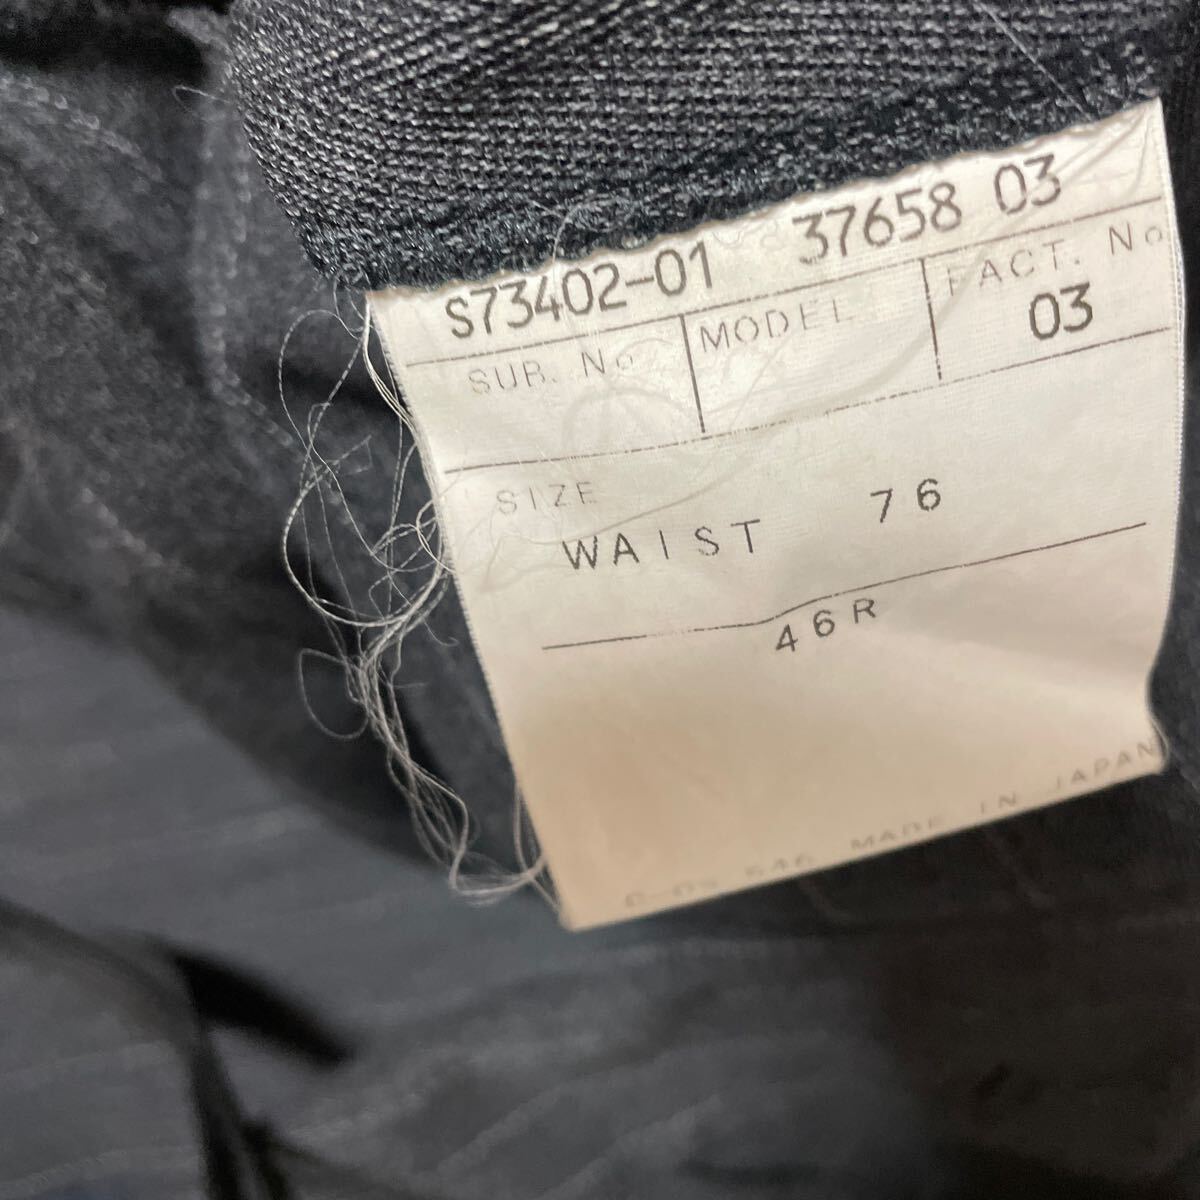 S73402-01 37658 03
SUB. No. MODEL FACT. No.
03
SIZE
WAIST 76
46R
MADE IN JAPAN